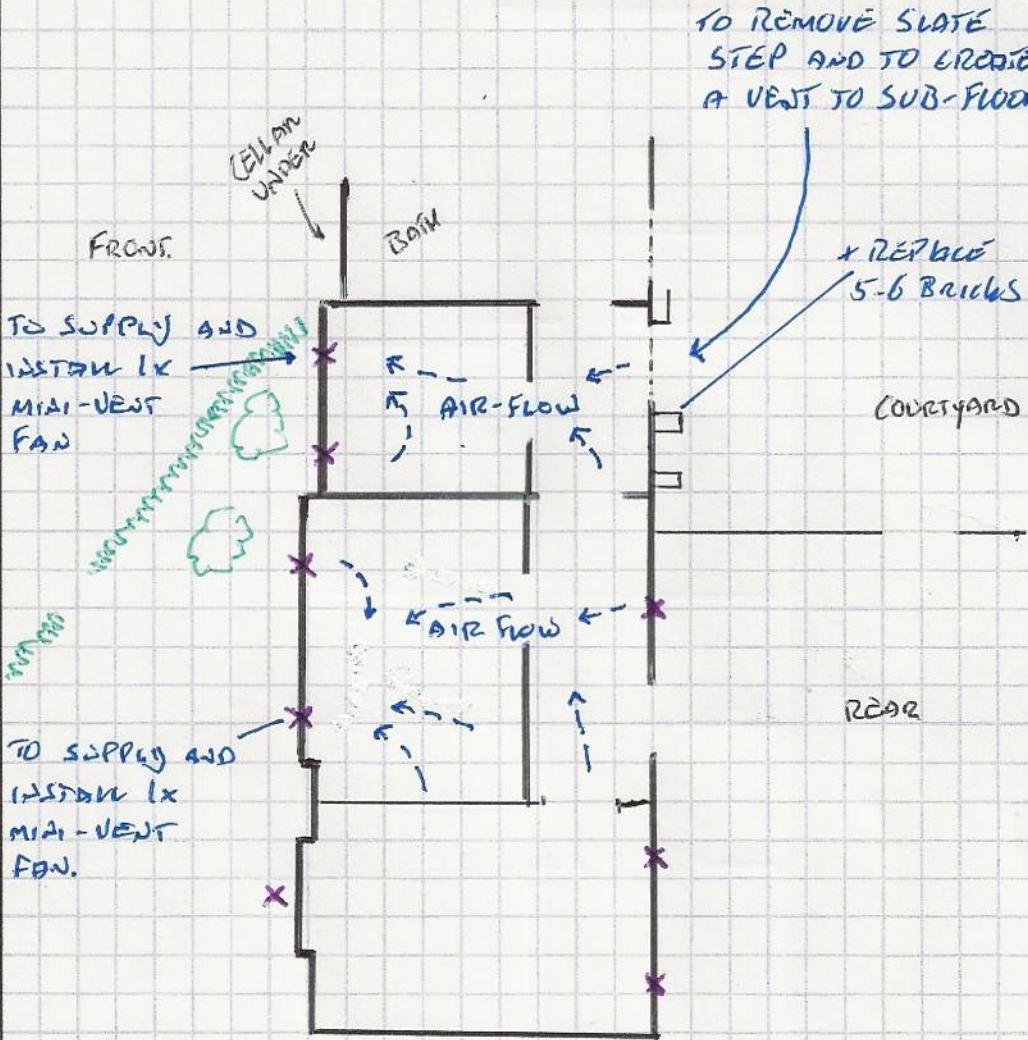 TO REMOVE SLATE
STEP AND TO CREATE
A VENT TO SUB-FLOOR
CELLAR
UNDER
FRONT.
BATH
+ REPLACE
5-6 BRICKS
TO SUPPLY AND
INSTALL 1X
MINI-VENT
FAN
AIR-FLOW
COURTYARD
AIR FLOW
REAR
TO SUPPLY AND
INSTALL 1X
MINI-VENT
FAN.